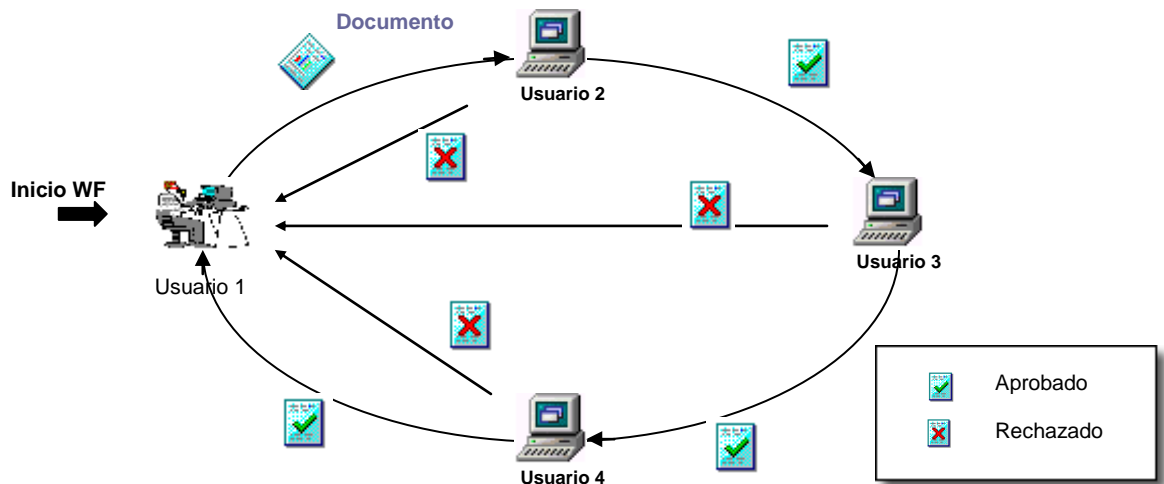 Documento
Usuario 2
Inicio WF
Usuario 1
Usuario 3
Usuario 4
Aprobado
Rechazado